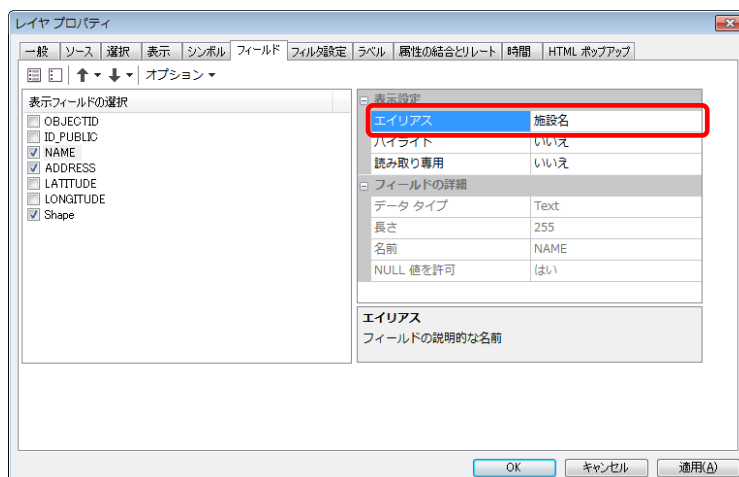 レイヤ プロパティ
一般 ソース 選択 表示 シンボル フィールド フィルタ設定 ラベル 属性の結合とリレート 時間 HTML ポップアップ
オプション
表示フィールドの選択
OBJECTID
ID_PUBLIC
NAME
ADDRESS
LATITUDE
LONGITUDE
Shape
表示設定
エイリアス 施設名
ハイライト いいえ
読み取り専用 いいえ
フィールドの詳細
データ タイプ Text
長さ 255
名前 NAME
NULL 値を許可 はい
エイリアス
フィールドの説明的な名前
OK キャンセル 適用(A)